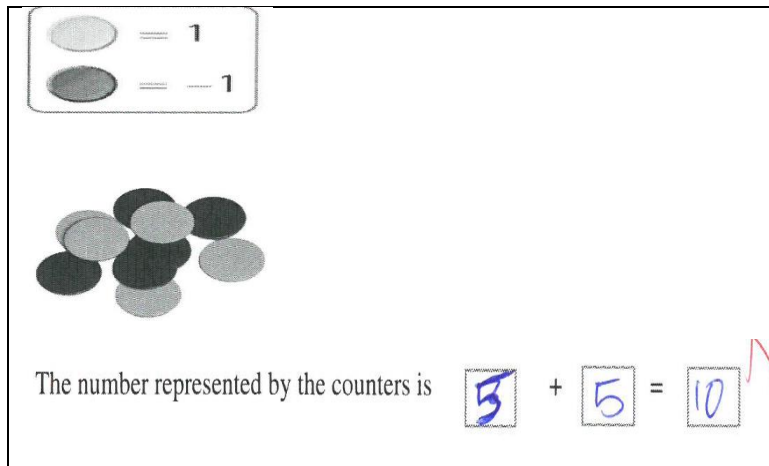 = 1
= - 1
The number represented by the counters is 5 + 5 = 10